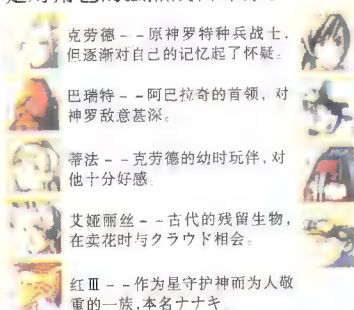 克劳德－－原神罗特种兵战士，
但逐渐对自己的记忆起了怀疑。
巴瑞特－－阿巴拉奇的首领，对
神罗敌意甚深。
蒂法－－克劳德的幼时玩伴，对
他十分好感。
艾娅丽丝－－古代的残留生物，
在卖花时与クラウド相会。
红Ⅲ－－作为星守护神而为人敬
重的一族，本名ナナキ。